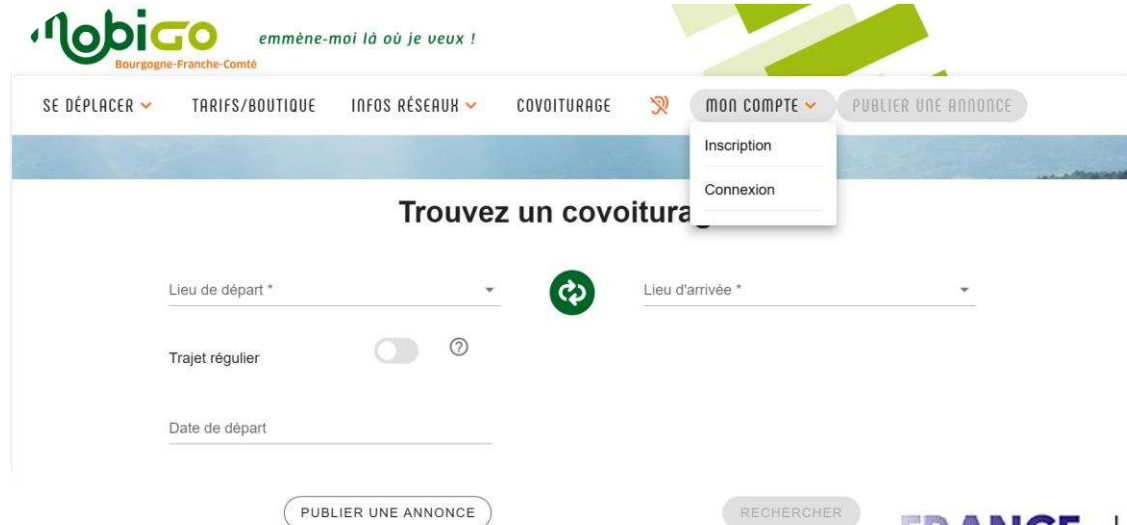 MobiGO
emmène-moi là où je veux !
Bourgogne-Franche-Comté
SE DÉPLACER TARIFS/BOUTIQUE INFOS RÉSEAUX COVOITURAGE MON COMPTE PUBLIER UNE ANNONCE
Inscription
Connexion
Trouvez un covoiturag
Lieu de départ * Lieu d'arrivée *
Trajet régulier
Date de départ
PUBLIER UNE ANNONCE RECHERCHER
FRANCE